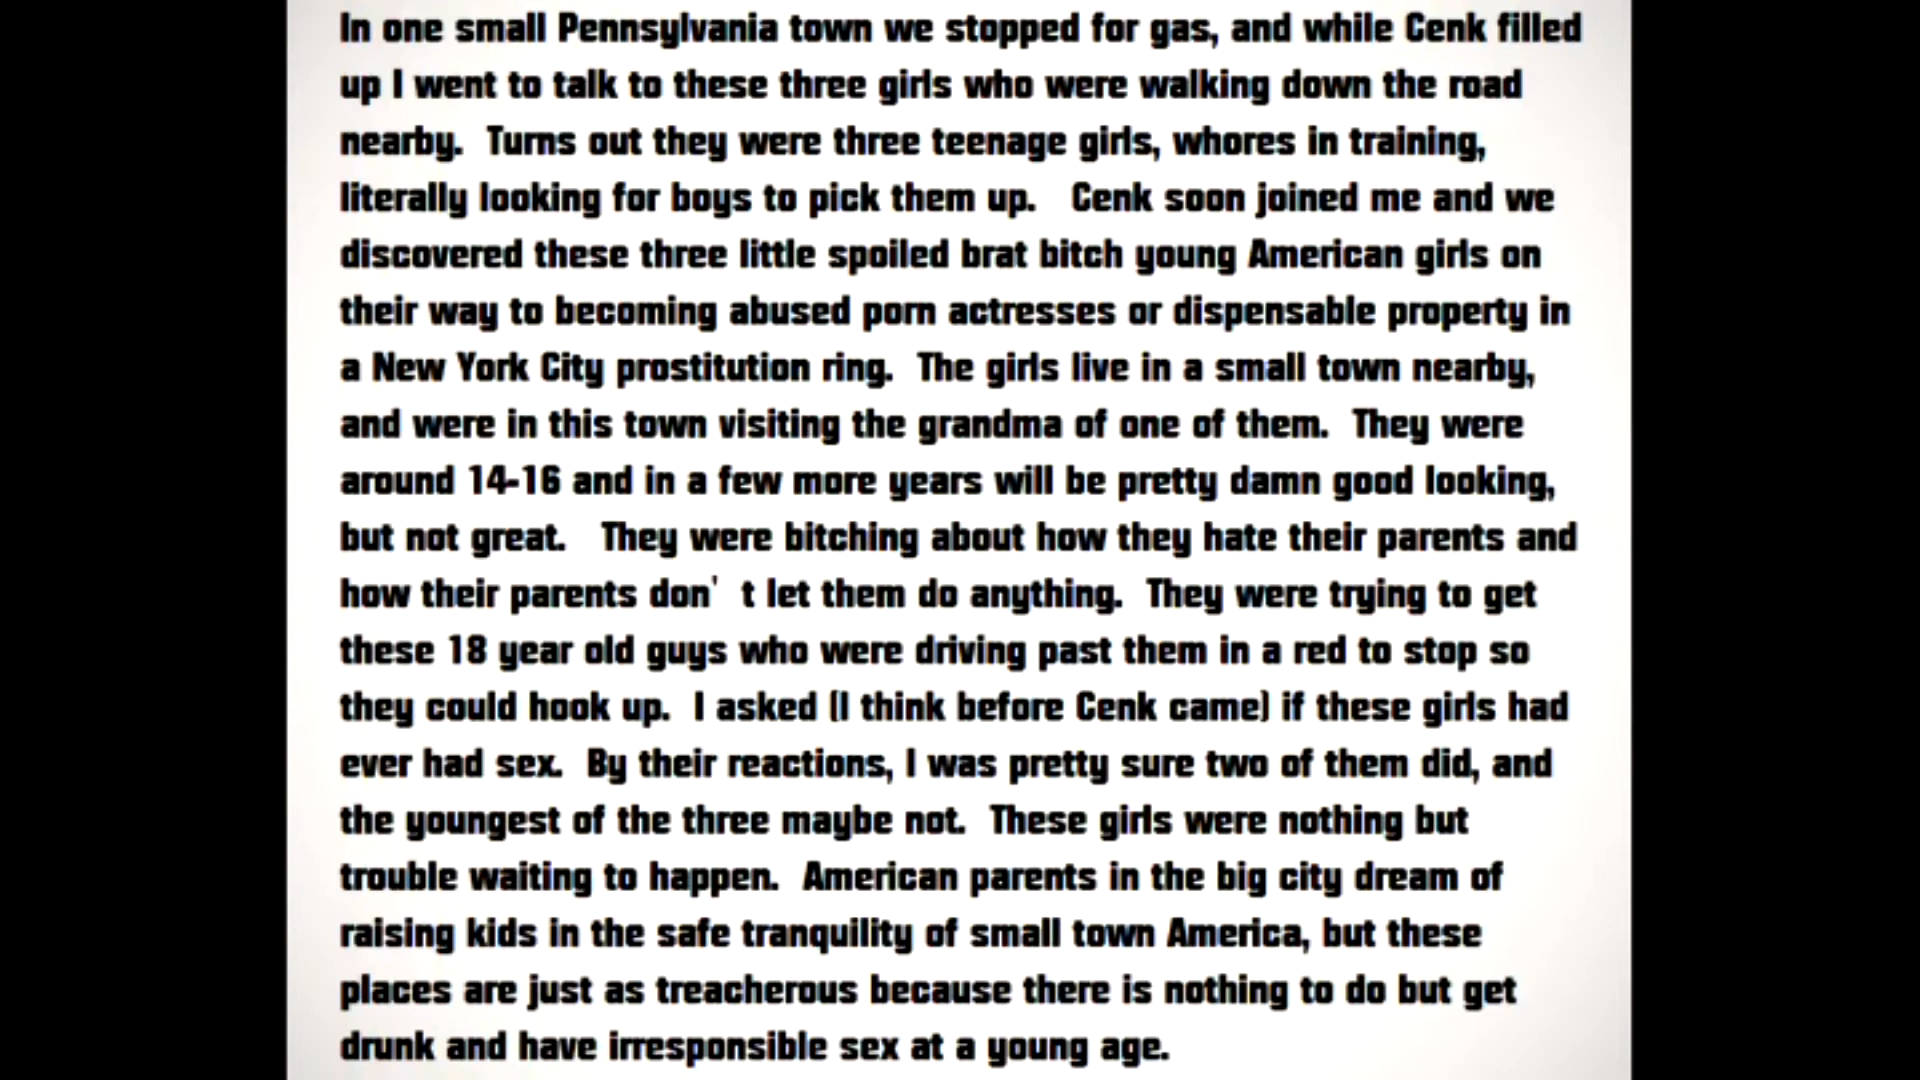 In one small Pennsylvania town we stopped for gas, and while Cenk filled
up I went to talk to these three girls who were walking down the road
nearby.  Turns out they were three teenage girls, whores in training,
literally looking for boys to pick them up.   Cenk soon joined me and we
discovered these three little spoiled brat bitch young American girls on
their way to becoming abused porn actresses or dispensable property in
a New York City prostitution ring.  The girls live in a small town nearby,
and were in this town visiting the grandma of one of them.  They were
around 14-16 and in a few more years will be pretty damn good looking,
but not great.   They were bitching about how they hate their parents and
how their parents don' t let them do anything.  They were trying to get
these 18 year old guys who were driving past them in a red to stop so
they could hook up.  I asked (I think before Cenk came) if these girls had
ever had sex.  By their reactions, I was pretty sure two of them did, and
the youngest of the three maybe not.  These girls were nothing but
trouble waiting to happen.  American parents in the big city dream of
raising kids in the safe tranquility of small town America, but these
places are just as treacherous because there is nothing to do but get
drunk and have irresponsible sex at a young age.